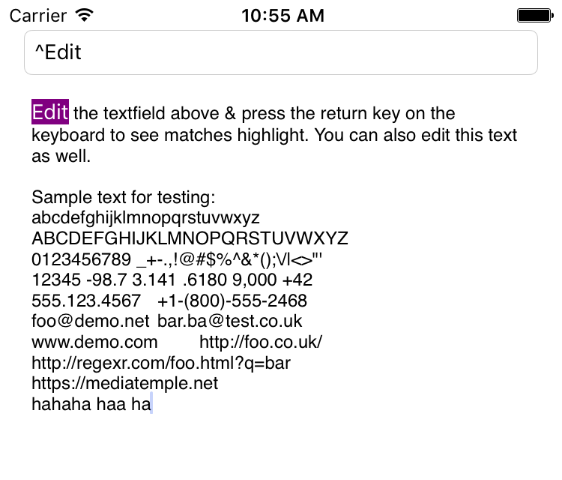 Carrier 10:55 AM
^Edit
Edit the textfield above & press the return key on the
keyboard to see matches highlight. You can also edit this text
as well.
Sample text for testing:
abcdefghijklmnopqrstuvwxyz
ABCDEFGHIJKLMNOPQRSTUVWXYZ
0123456789 _+-.,!@#$%^&*();\/|<>"'
12345 -98.7 3.141 .6180 9,000 +42
555.123.4567 +1-(800)-555-2468
foo@demo.net bar.ba@test.co.uk
www.demo.com http://foo.co.uk/
http://regexr.com/foo.html?q=bar
https://mediatemple.net
hahaha haa ha